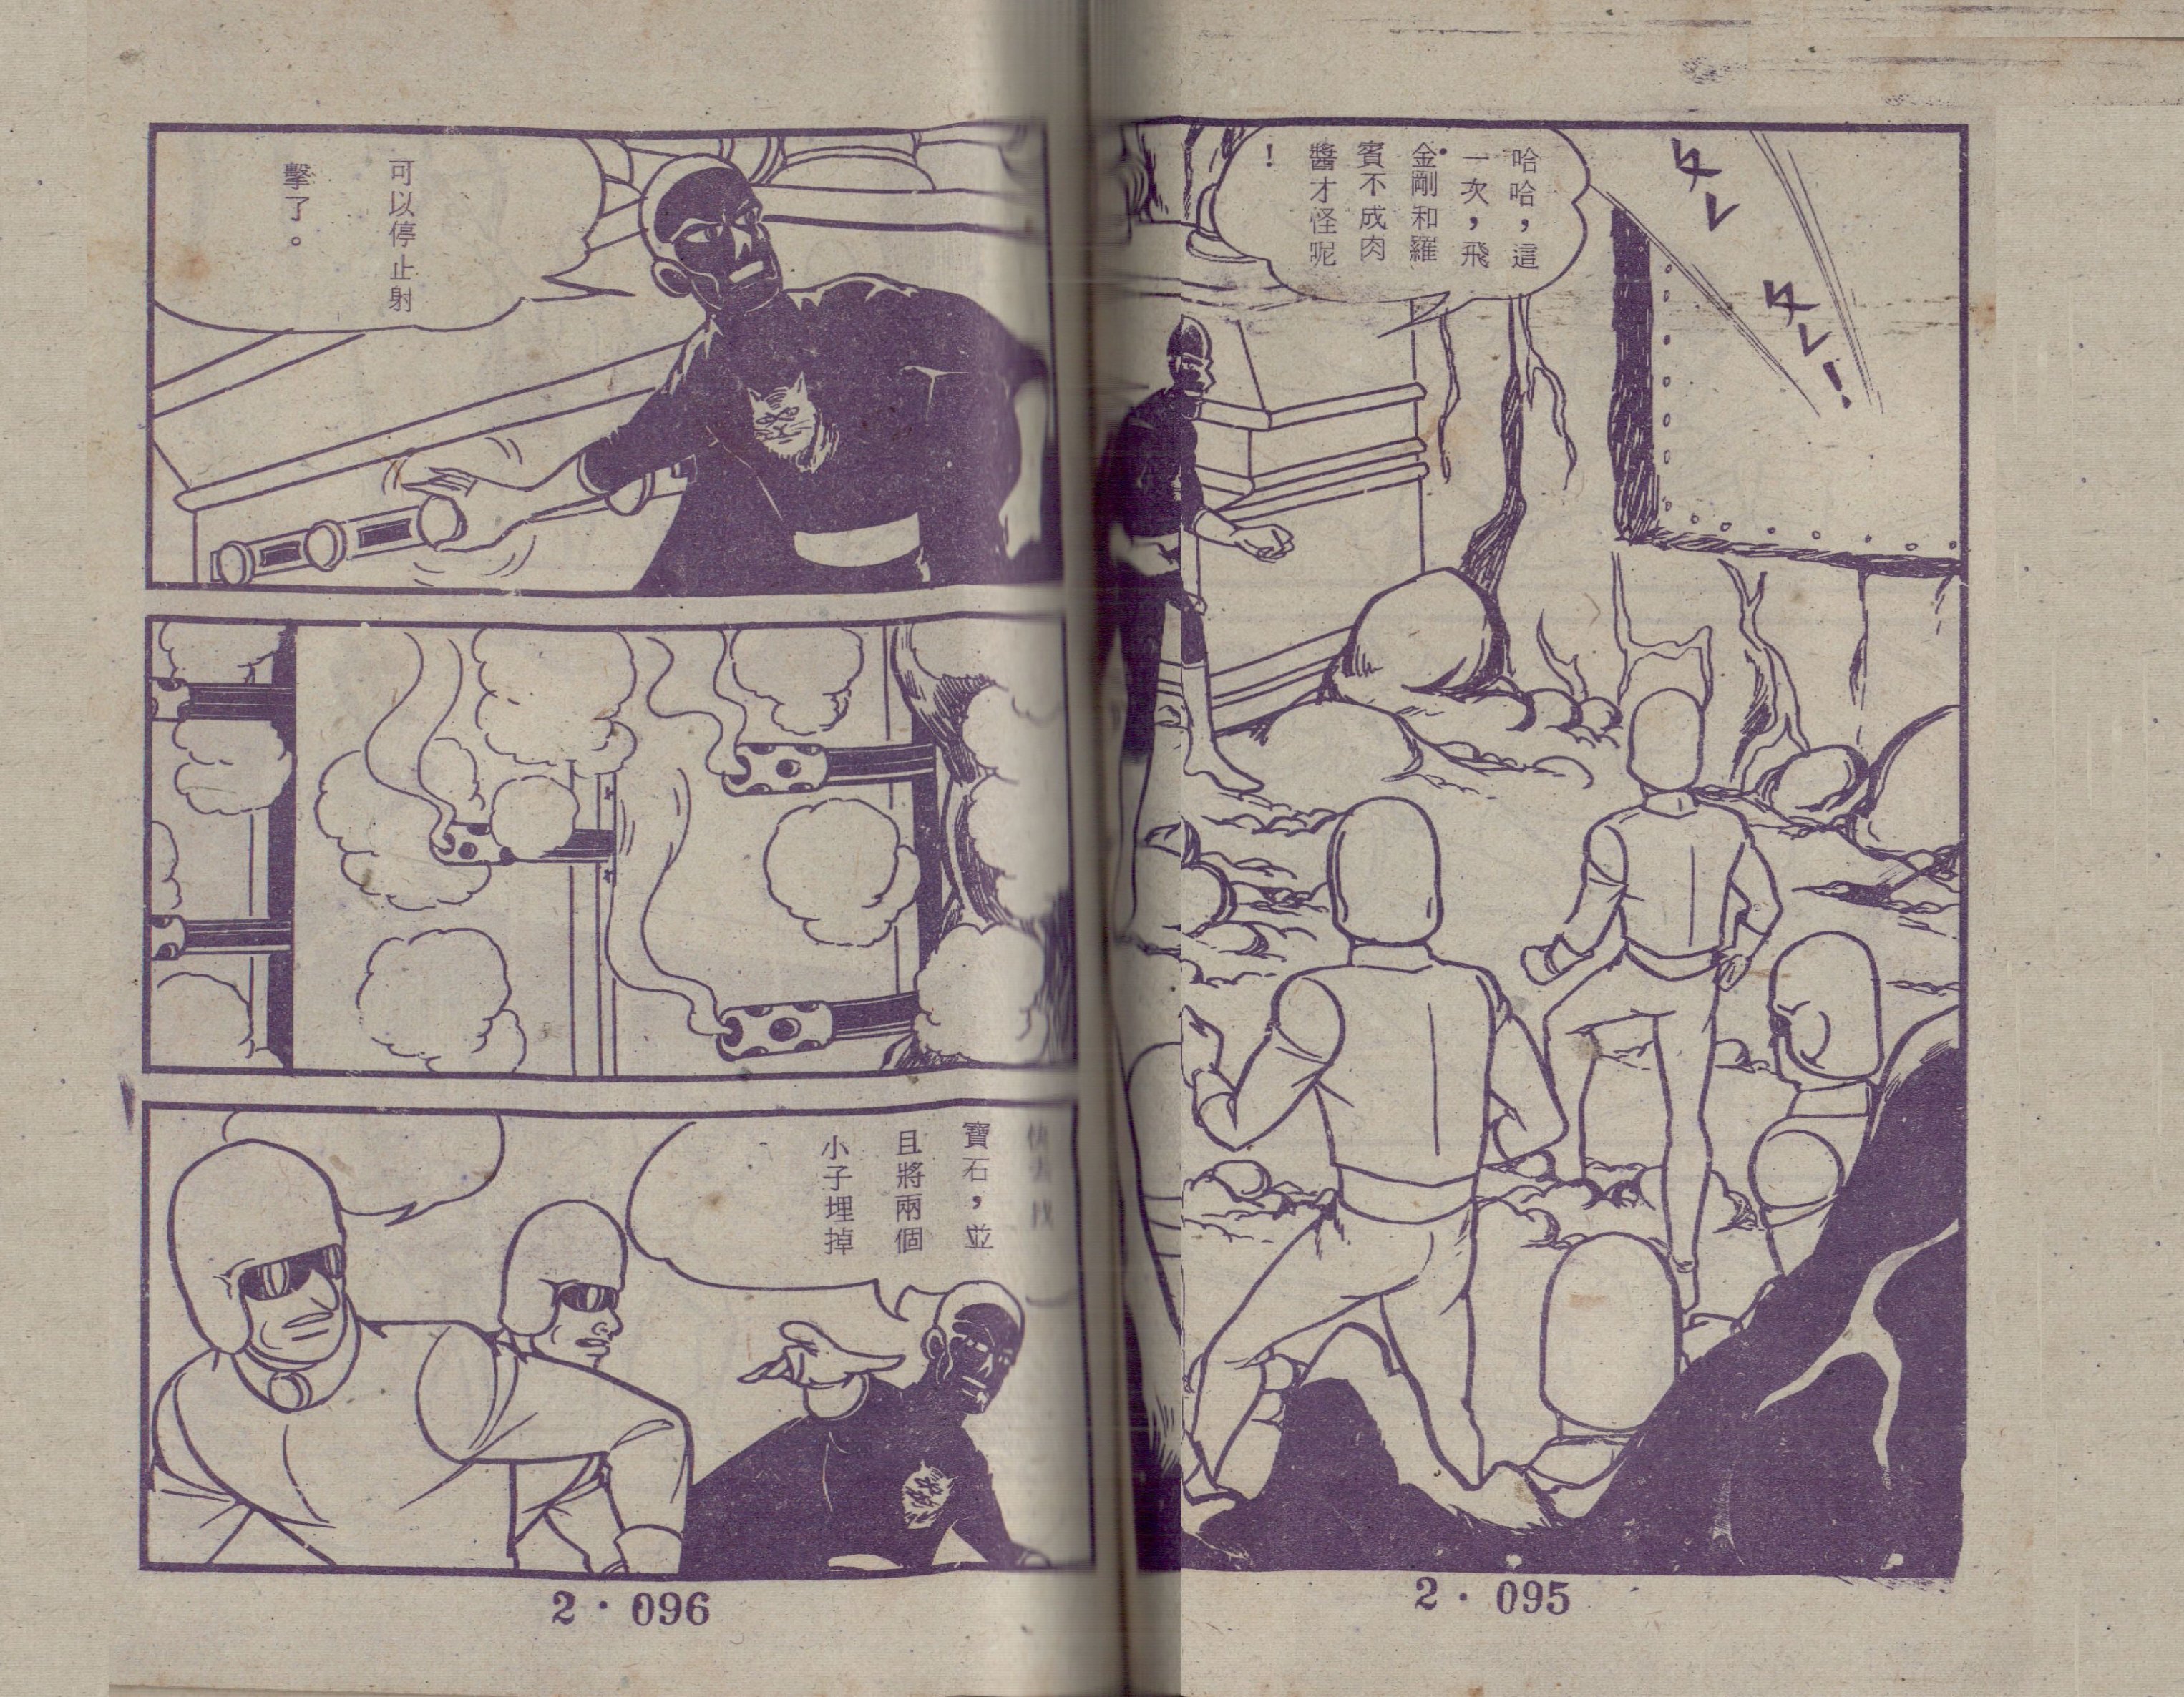 哈哈，這
一次，飛
金剛和羅
賓不成肉
醬才怪呢
！
2·095
可以停止射
擊了。
寶石，並
且將兩個
小子埋掉
2·096